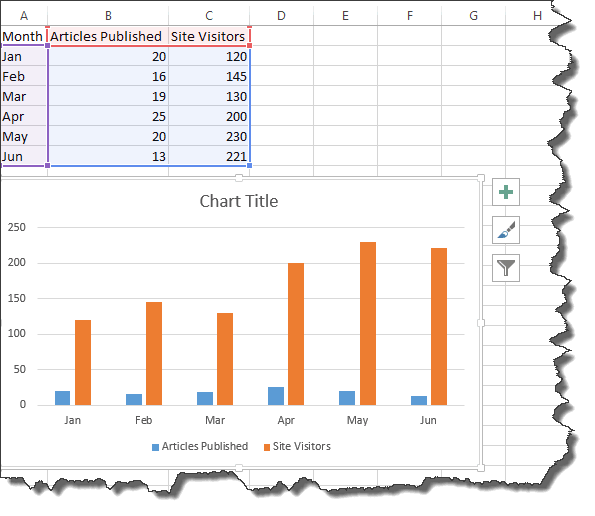 A B C D E F G H
Month Articles Published Site Visitors
Jan 20 120
Feb 16 145
Mar 19 130
Apr 25 200
May 20 230
Jun 13 221
Chart Title
250
200
150
100
50
0
Jan Feb Mar Apr May Jun
Articles Published Site Visitors